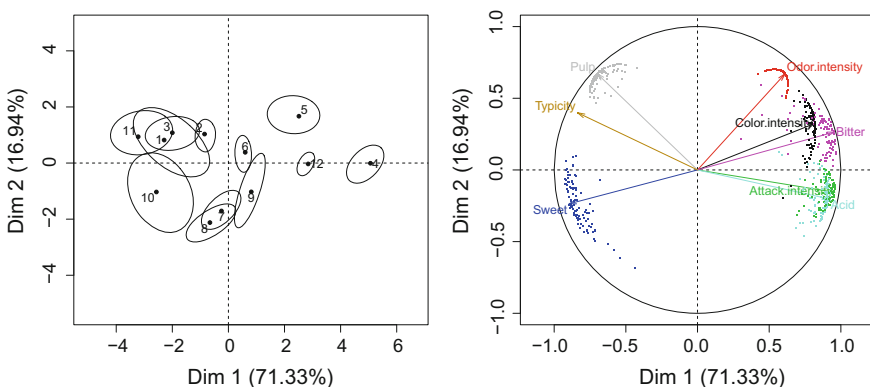 Dim 2 (16.94%)
4
2
0
−2
−4
5
11
3
2
1
6
12
4
10
9
8
−4
−2
0
2
4
6
Dim 1 (71.33%)
Dim 2 (16.94%)
1.0
0.5
0.0
−0.5
−1.0
Pulp
Odor.intensity
Typicity
Color.intensity
Bitter
Attack.intensity
Acid
Sweet
−1.0
−0.5
0.0
0.5
1.0
Dim 1 (71.33%)